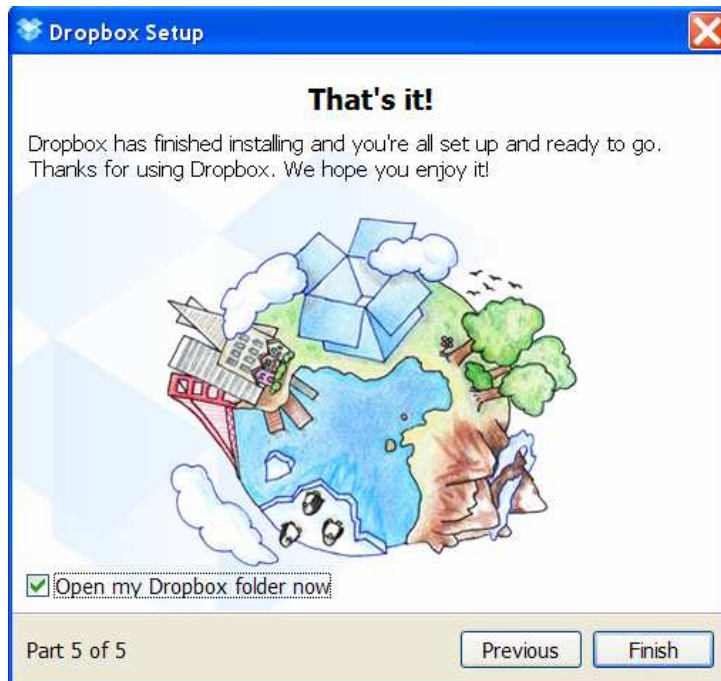 Dropbox Setup
That's it!
Dropbox has finished installing and you're all set up and ready to go.
Thanks for using Dropbox. We hope you enjoy it!
Open my Dropbox folder now
Part 5 of 5
Previous
Finish